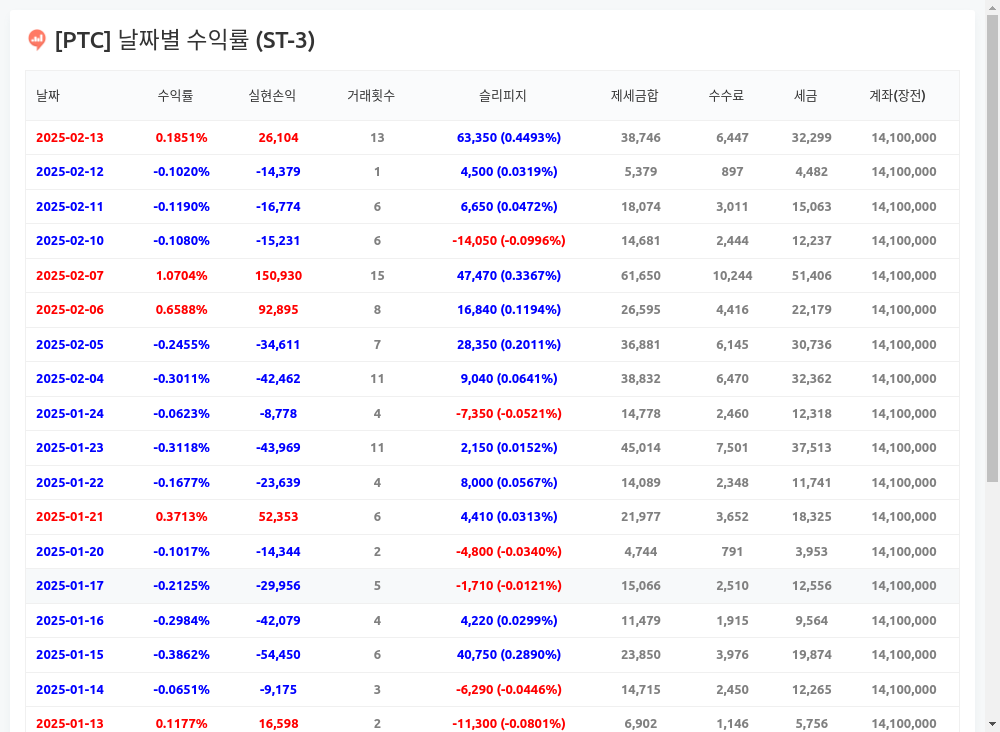 [PTC] 날짜별 수익률 (ST-3)
날짜 수익률 실현손익 거래횟수 슬리피지 제세금합 수수료 세금 계좌(장전)
2025-02-13 0.1851% 26,104 13 63,350 (0.4493%) 38,746 6,447 32,299 14,100,000
2025-02-12 -0.1020% -14,379 1 4,500 (0.0319%) 5,379 897 4,482 14,100,000
2025-02-11 -0.1190% -16,774 6 6,650 (0.0472%) 18,074 3,011 15,063 14,100,000
2025-02-10 -0.1080% -15,231 6 -14,050 (-0.0996%) 14,681 2,444 12,237 14,100,000
2025-02-07 1.0704% 150,930 15 47,470 (0.3367%) 61,650 10,244 51,406 14,100,000
2025-02-06 0.6588% 92,895 8 16,840 (0.1194%) 26,595 4,416 22,179 14,100,000
2025-02-05 -0.2455% -34,611 7 28,350 (0.2011%) 36,881 6,145 30,736 14,100,000
2025-02-04 -0.3011% -42,462 11 9,040 (0.0641%) 38,832 6,470 32,362 14,100,000
2025-01-24 -0.0623% -8,778 4 -7,350 (-0.0521%) 14,778 2,460 12,318 14,100,000
2025-01-23 -0.3118% -43,969 11 2,150 (0.0152%) 45,014 7,501 37,513 14,100,000
2025-01-22 -0.1677% -23,639 4 8,000 (0.0567%) 14,089 2,348 11,741 14,100,000
2025-01-21 0.3713% 52,353 6 4,410 (0.0313%) 21,977 3,652 18,325 14,100,000
2025-01-20 -0.1017% -14,344 2 -4,800 (-0.0340%) 4,744 791 3,953 14,100,000
2025-01-17 -0.2125% -29,956 5 -1,710 (-0.0121%) 15,066 2,510 12,556 14,100,000
2025-01-16 -0.2984% -42,079 4 4,220 (0.0299%) 11,479 1,915 9,564 14,100,000
2025-01-15 -0.3862% -54,450 6 40,750 (0.2890%) 23,850 3,976 19,874 14,100,000
2025-01-14 -0.0651% -9,175 3 -6,290 (-0.0446%) 14,715 2,450 12,265 14,100,000
2025-01-13 0.1177% 16,598 2 -11,300 (-0.0801%) 6,902 1,146 5,756 14,100,000